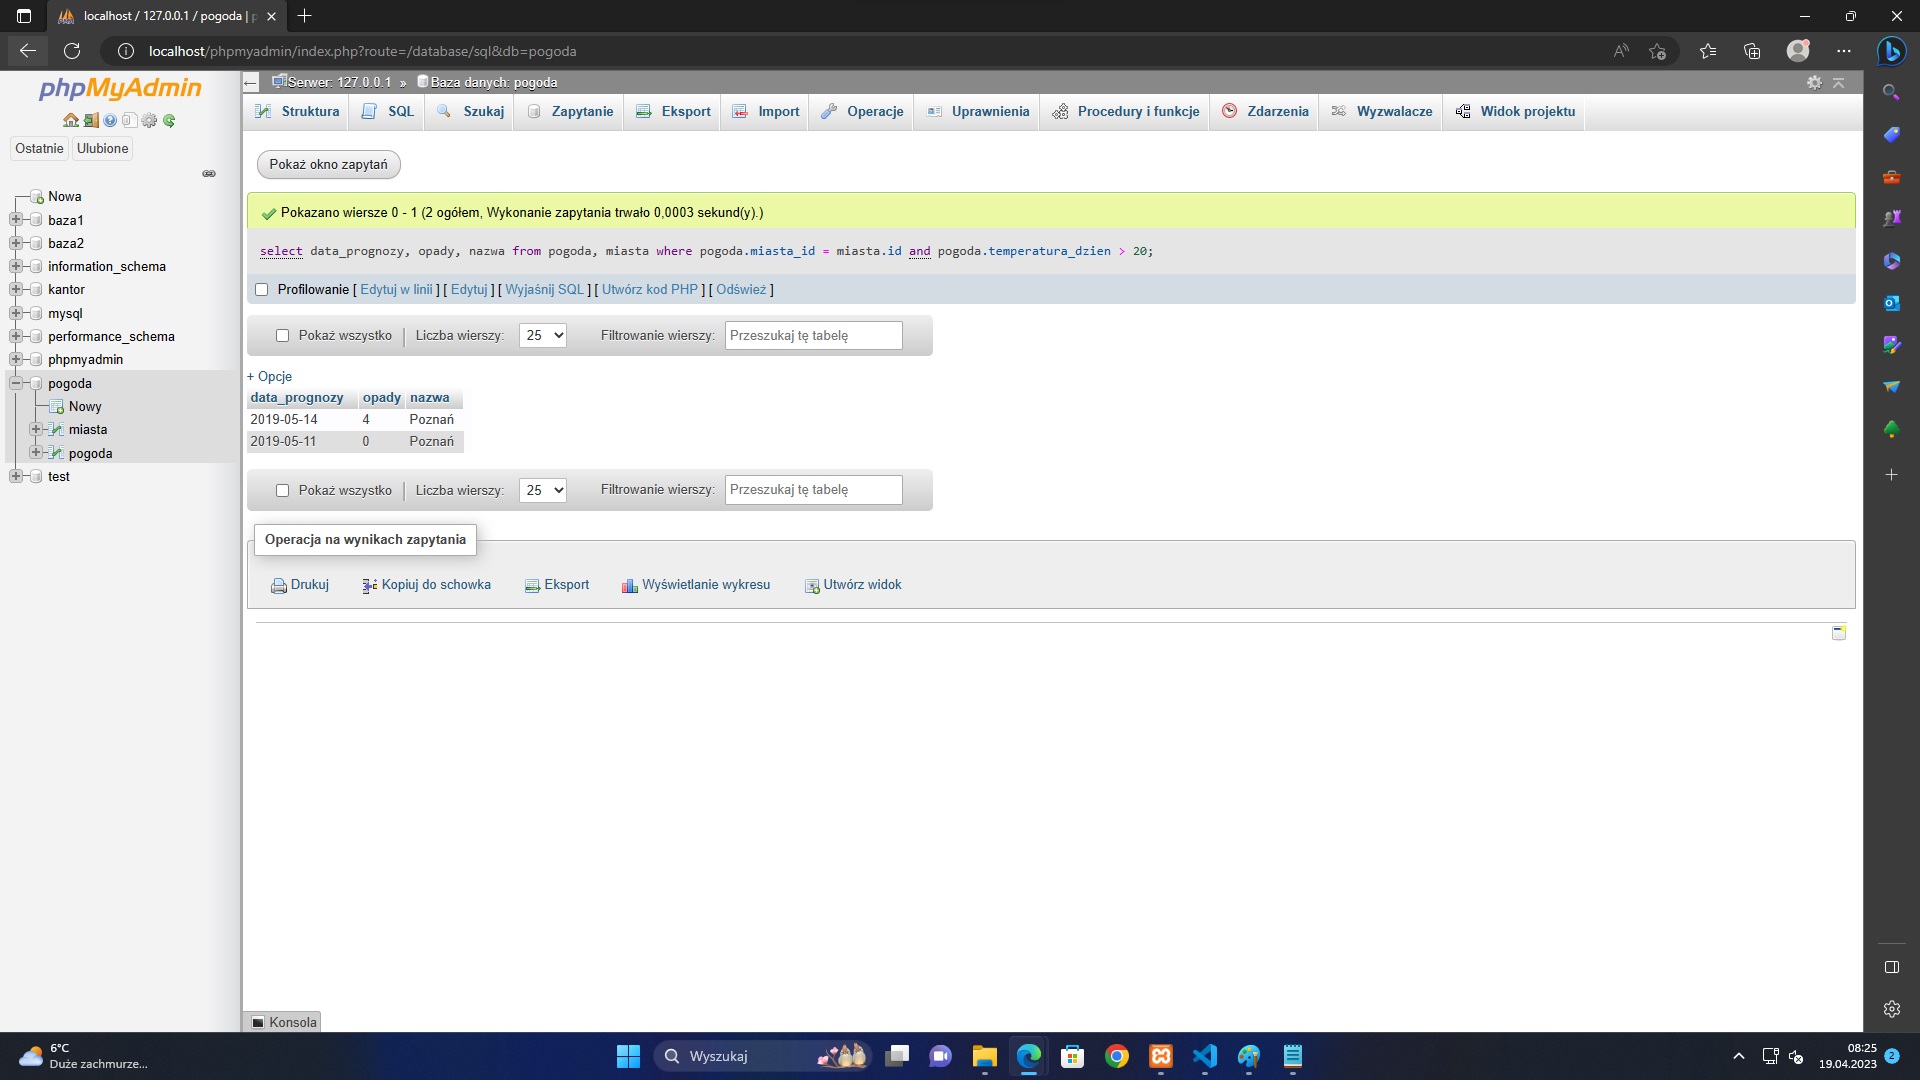 localhost / 127.0.0.1 / pogoda | p
localhost/phpmyadmin/index.php?route=/database/sql&db=pogoda
phpMyAdmin
Ostatnie Ulubione
Nowa
baza1
baza2
information_schema
kantor
mysql
performance_schema
phpmyadmin
pogoda
Nowy
miasta
pogoda
test
Serwer: 127.0.0.1 » Baza danych: pogoda
Struktura SQL Szukaj Zapytanie Eksport Import Operacje Uprawnienia Procedury i funkcje Zdarzenia Wyzwalacze Widok projektu
Pokaż okno zapytań
Pokazano wiersze 0 - 1 (2 ogółem, Wykonanie zapytania trwało 0,0003 sekund(y).)
select data_prognozy, opady, nazwa from pogoda, miasta where pogoda.miasta_id = miasta.id and pogoda.temperatura_dzien > 20;
Profilowanie [ Edytuj w linii ] [ Edytuj ] [ Wyjaśnij SQL ] [ Utwórz kod PHP ] [ Odśwież ]
Pokaż wszystko | Liczba wierszy: 25 Filtrowanie wierszy: Przeszukaj tę tabelę
+ Opcje
data_prognozy opady nazwa
2019-05-14 4 Poznań
2019-05-11 0 Poznań
Pokaż wszystko | Liczba wierszy: 25 Filtrowanie wierszy: Przeszukaj tę tabelę
Operacja na wynikach zapytania
Drukuj Kopiuj do schowka Eksport Wyświetlanie wykresu Utwórz widok
Konsola
6°C
Duże zachmurze...
Wyszukaj
08:25
19.04.2023
2